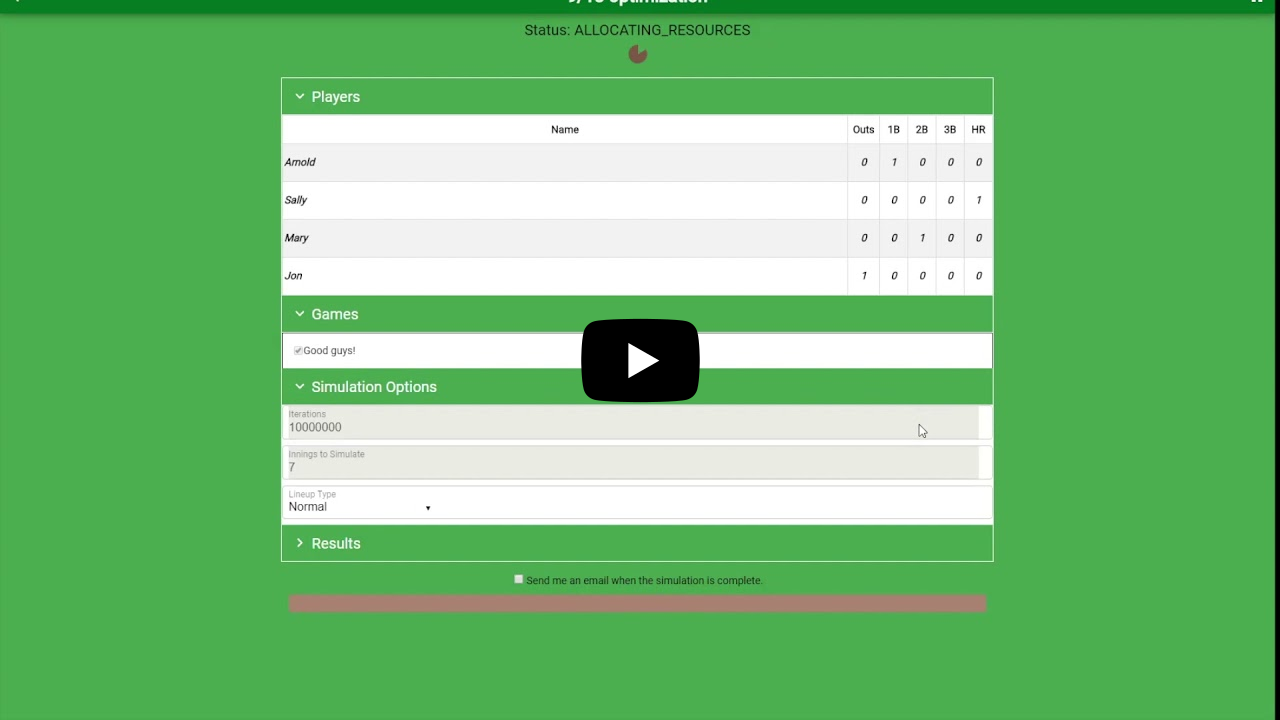 Status: ALLOCATING_RESOURCES
Players
Name Outs 1B 2B 3B HR
Arnold 0 1 0 0 0
Sally 0 0 0 0 1
Mary 0 0 1 0 0
Jon 1 0 0 0 0
Games
Good guys!
Simulation Options
Iterations
10000000
Innings to Simulate
7
Lineup Type
Normal
Results
Send me an email when the simulation is complete.